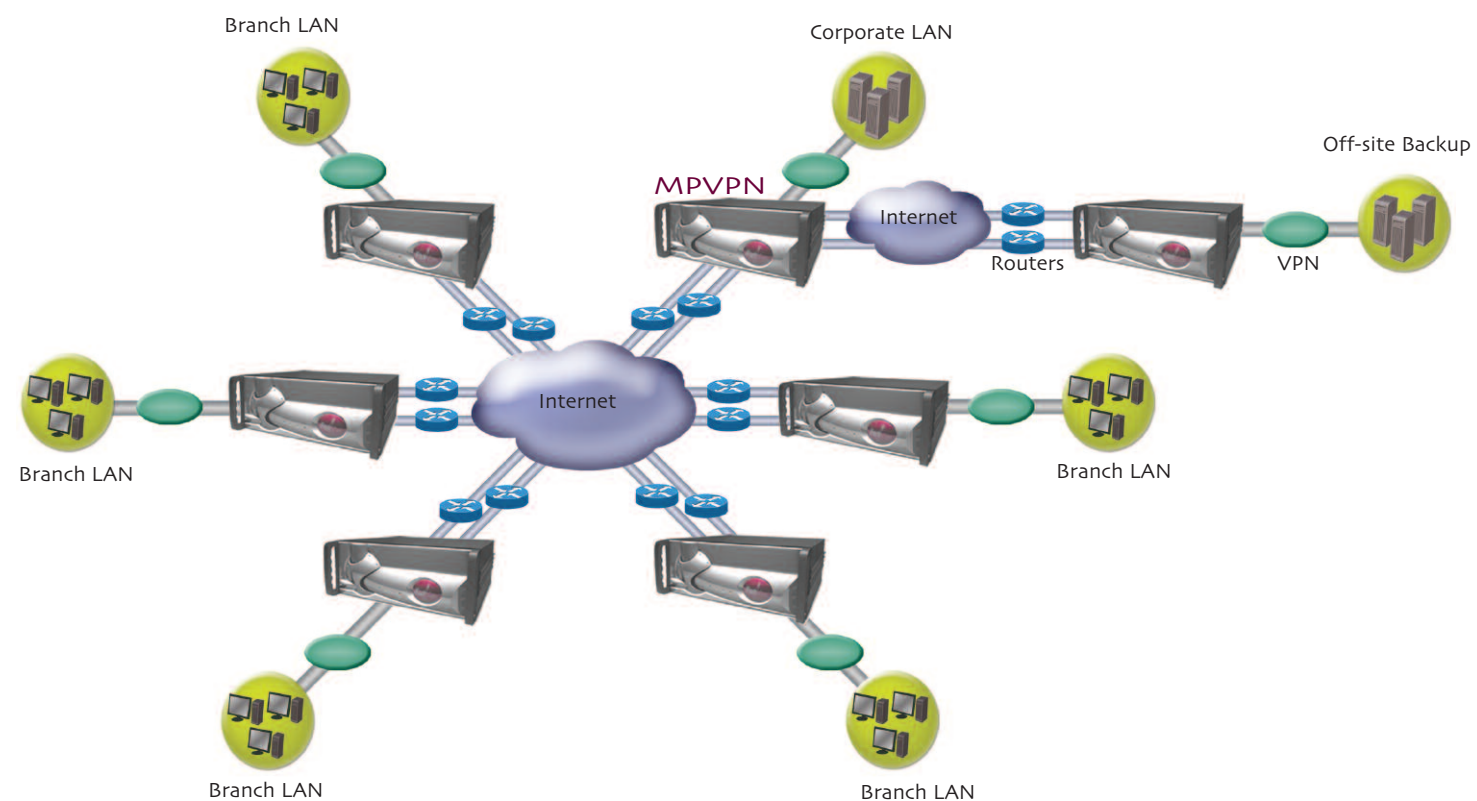 Branch LAN
Corporate LAN
Off-site Backup
MPVPN
Internet
Routers
VPN
Internet
Branch LAN
Branch LAN
Branch LAN
Branch LAN